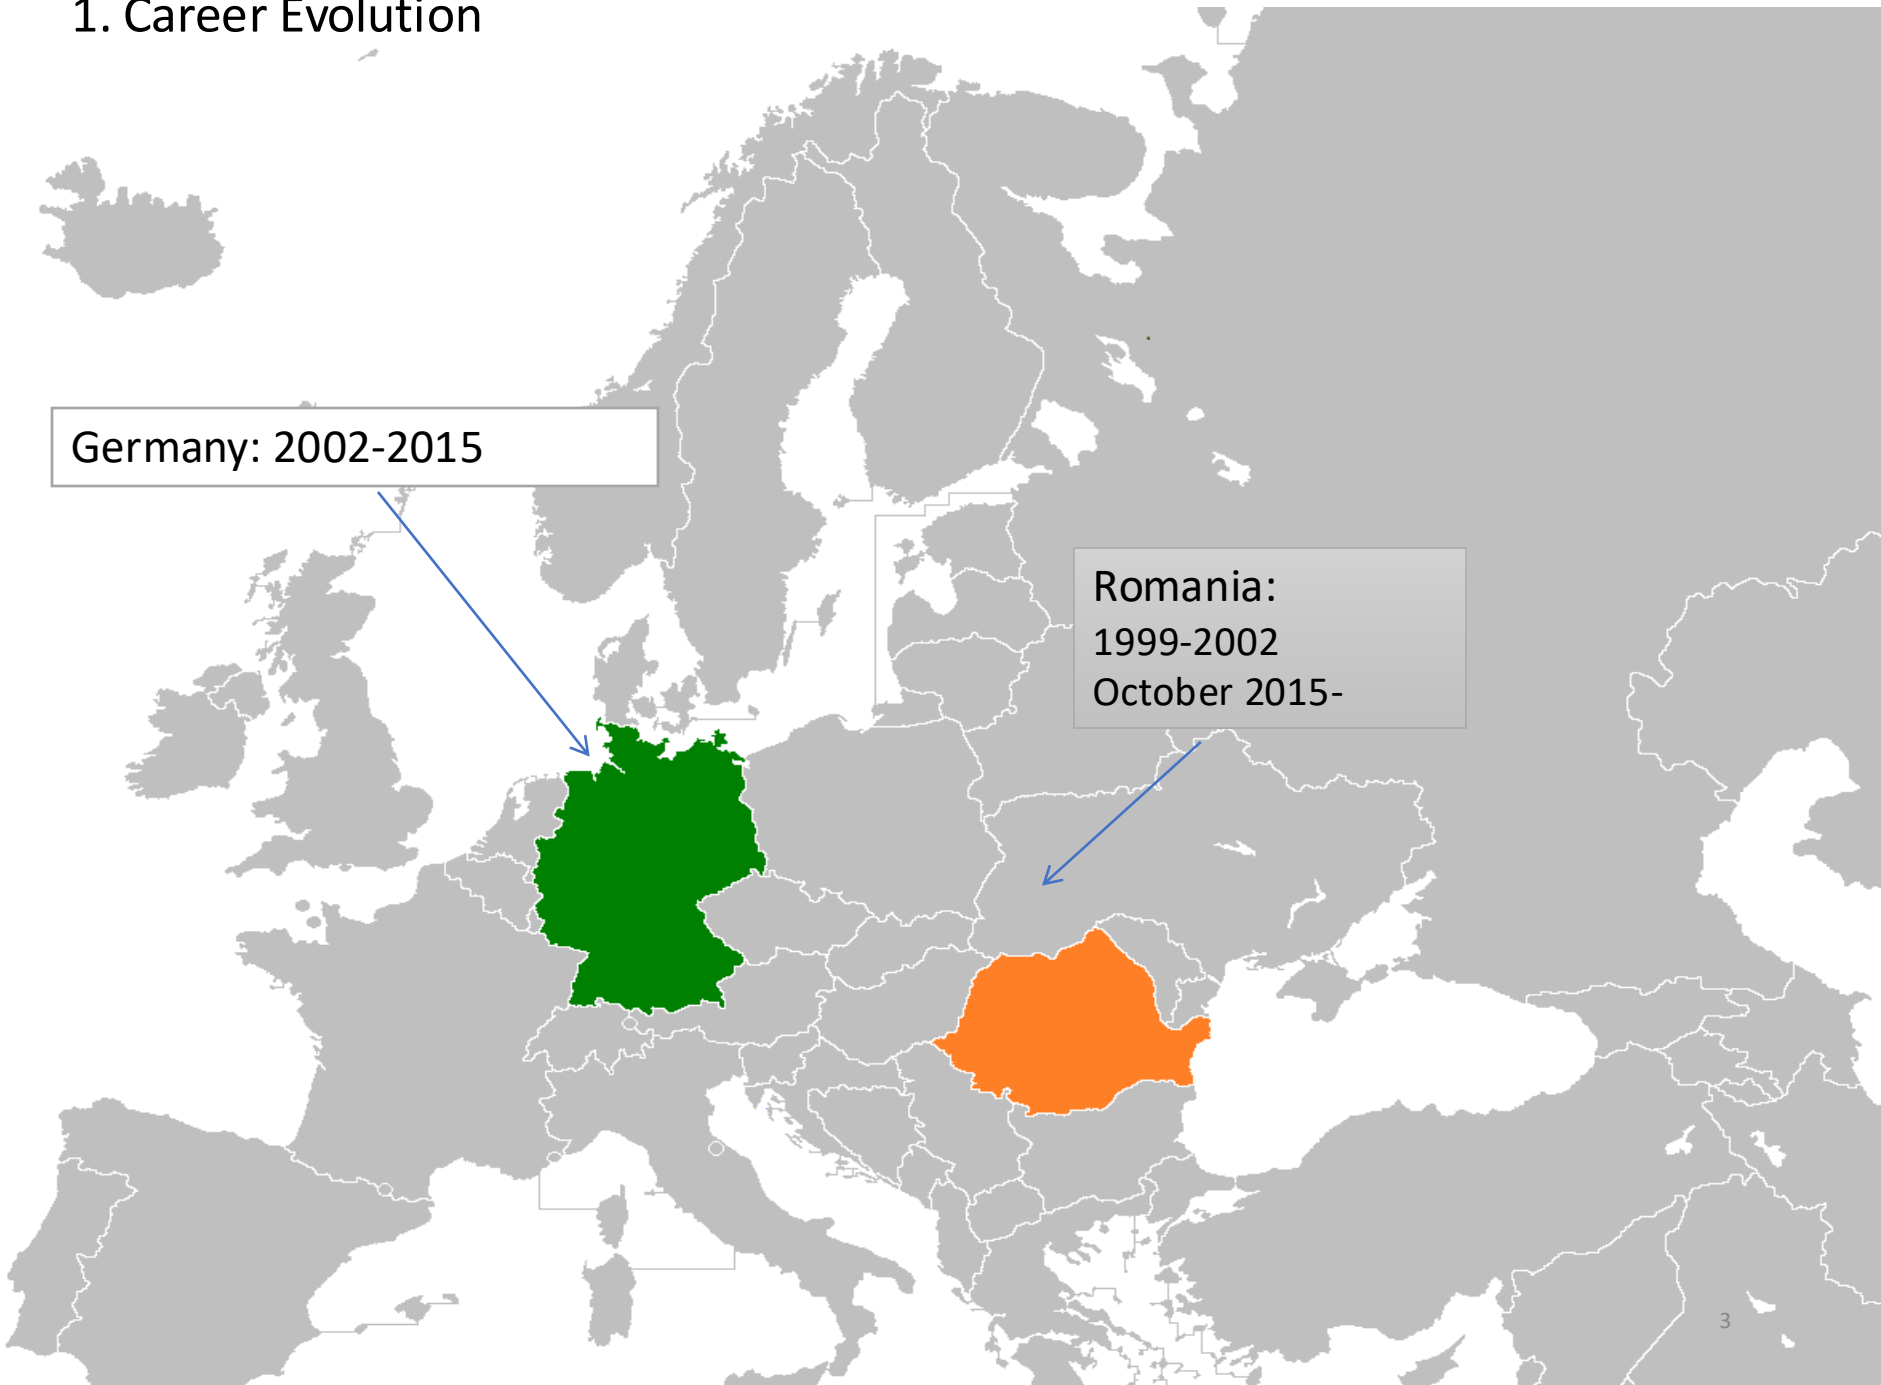 1. Career Evolution
Germany: 2002-2015
Romania:
1999-2002
October 2015-
3